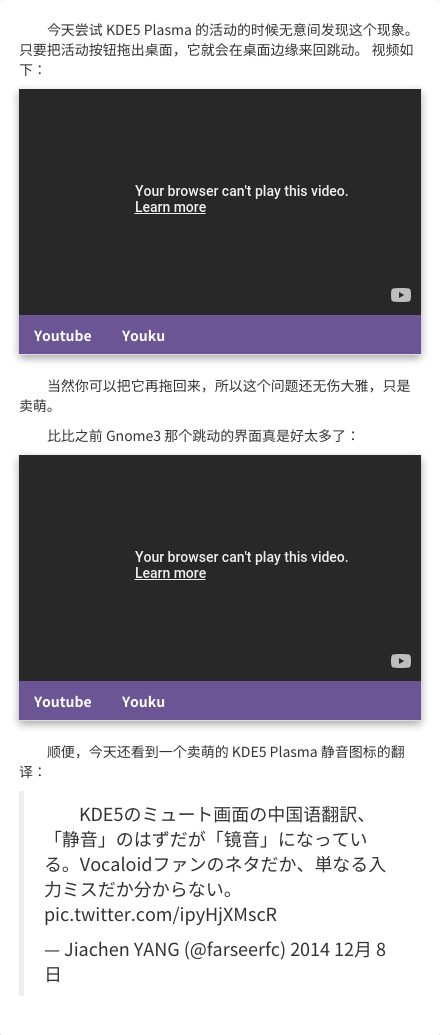 今天尝试 KDE5 Plasma 的活动的时候无意间发现这个现象。
只要把活动按钮拖出桌面，它就会在桌面边缘来回跳动。 视频如
下：
Your browser can't play this video.
Learn more
Youtube Youku
当然你可以把它再拖回来，所以这个问题还无伤大雅，只是
卖萌。
比比之前 Gnome3 那个跳动的界面真是好太多了：
Your browser can't play this video.
Learn more
Youtube Youku
顺便，今天还看到一个卖萌的 KDE5 Plasma 静音图标的翻
译：
KDE5のミュート画面の中国语翻訳、
「静音」のはずだが「镜音」になってい
る。Vocaloidファンのネタだか、単なる入
力ミスだか分からない。
pic.twitter.com/ipyHjXMscR
— Jiachen YANG (@farseerfc) 2014 12月 8
日